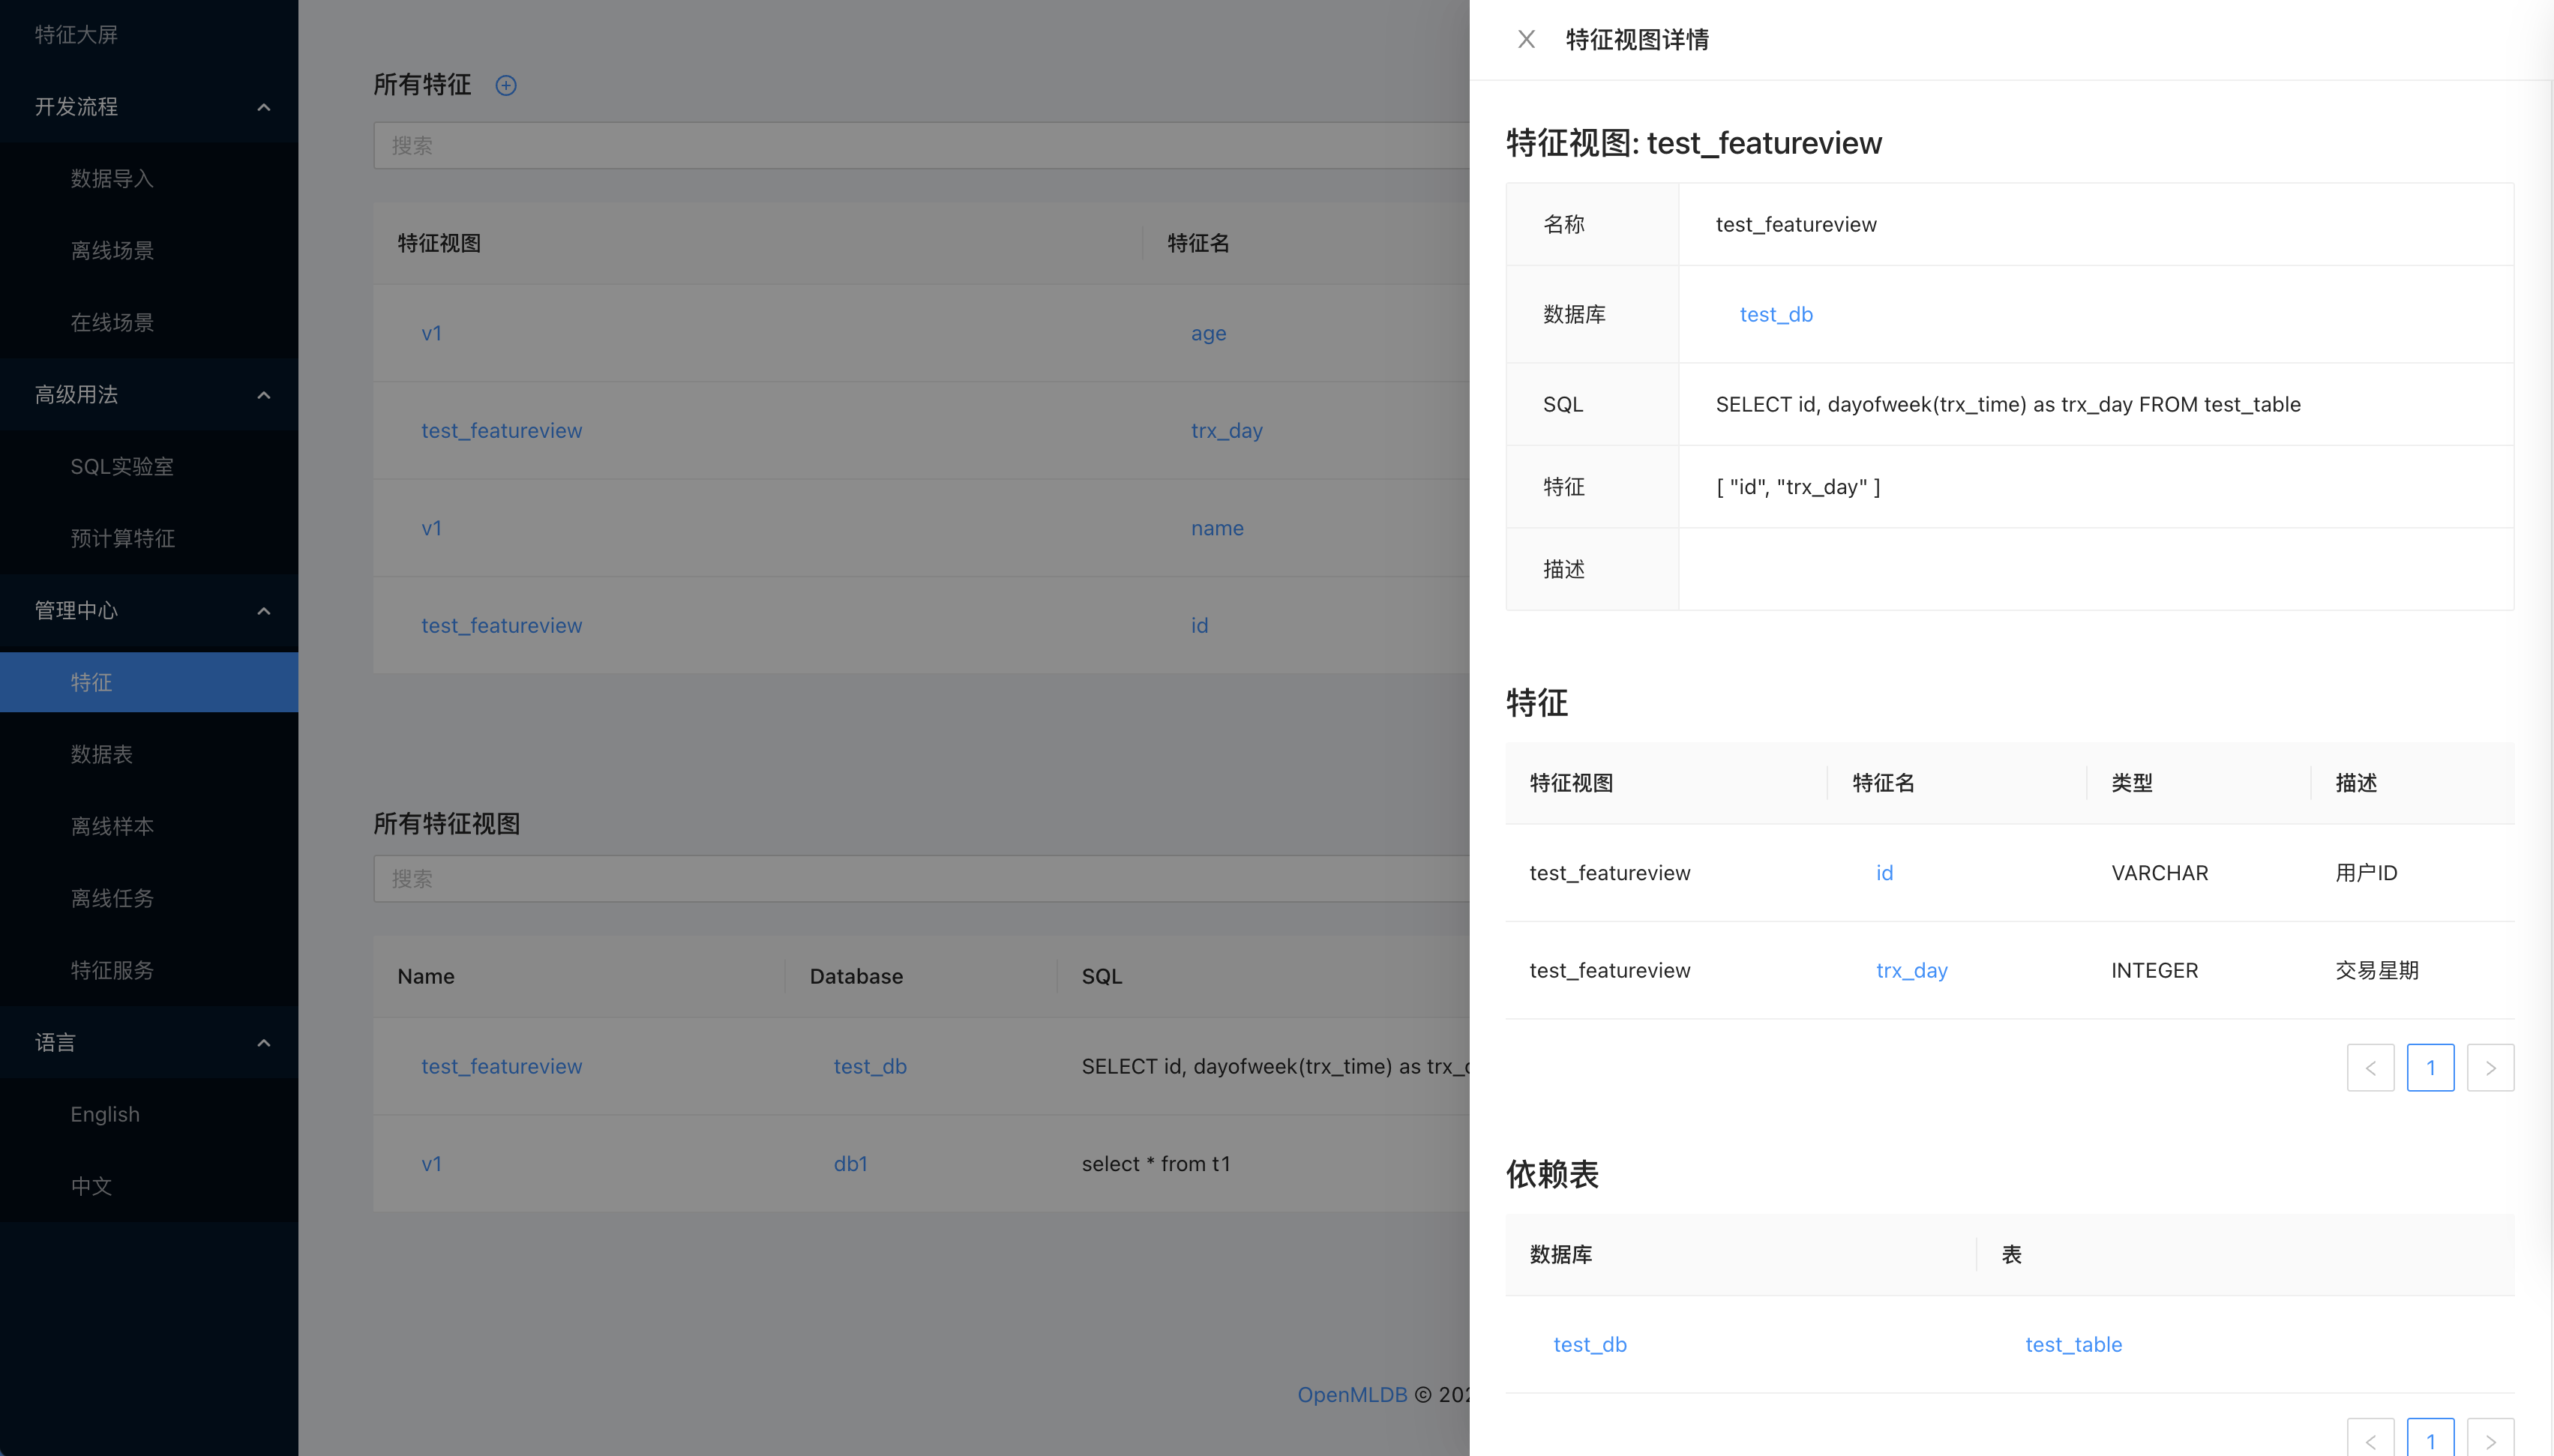 特征大屏
开发流程
数据导入
离线场景
在线场景
高级用法
SQL实验室
预计算特征
管理中心
特征
数据表
离线样本
离线任务
特征服务
语言
English
中文
所有特征
搜索
特征视图 特征名
v1 age
test_featureview trx_day
v1 name
test_featureview id
所有特征视图
搜索
Name Database SQL
test_featureview test_db SELECT id, dayofweek(trx_time) as
v1 db1 select * from t1
OpenMLDB ©
特征视图详情
特征视图: test_featureview
名称 test_featureview
数据库 test_db
SQL SELECT id, dayofweek(trx_time) as trx_day FROM test_table
特征 [ "id", "trx_day" ]
描述
特征
特征视图 特征名 类型 描述
test_featureview id VARCHAR 用户ID
test_featureview trx_day INTEGER 交易星期
< 1 >
依赖表
数据库 表
test_db test_table
< 1 >